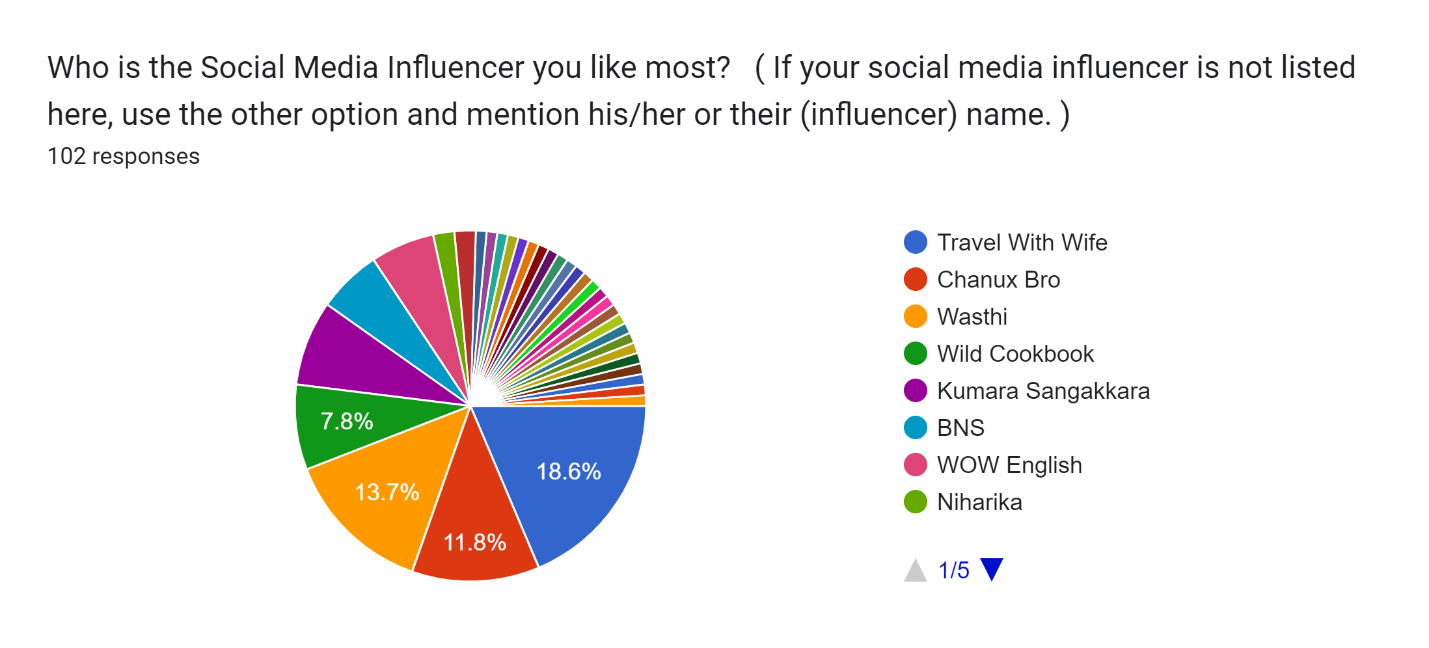 Who is the Social Media Influencer you like most?   ( If your social media influencer is not listed
here, use the other option and mention his/her or their (influencer) name. )
102 responses
Travel With Wife
Chanux Bro
Wasthi
Wild Cookbook
Kumara Sangakkara
BNS
WOW English
Niharika
1/5
7.8%
18.6%
13.7%
11.8%